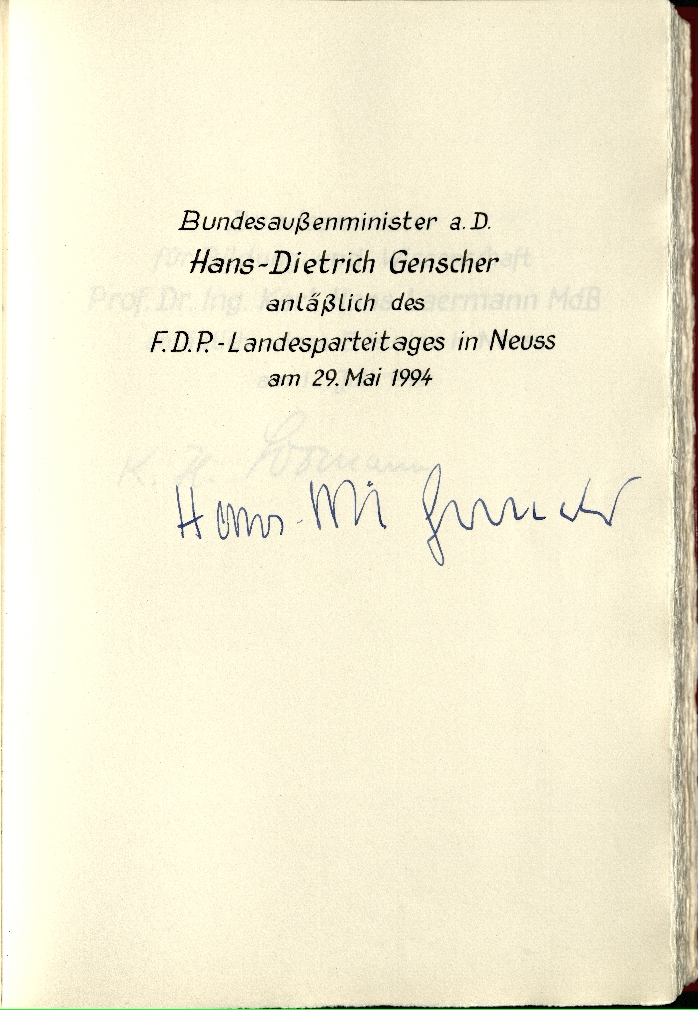 Bundesaußenminister a.D.
Hans-Dietrich Genscher
anläßlich des
F.D.P.-Landesparteitages in Neuss
am 29. Mai 1994
Hans-Dietrich Genscher